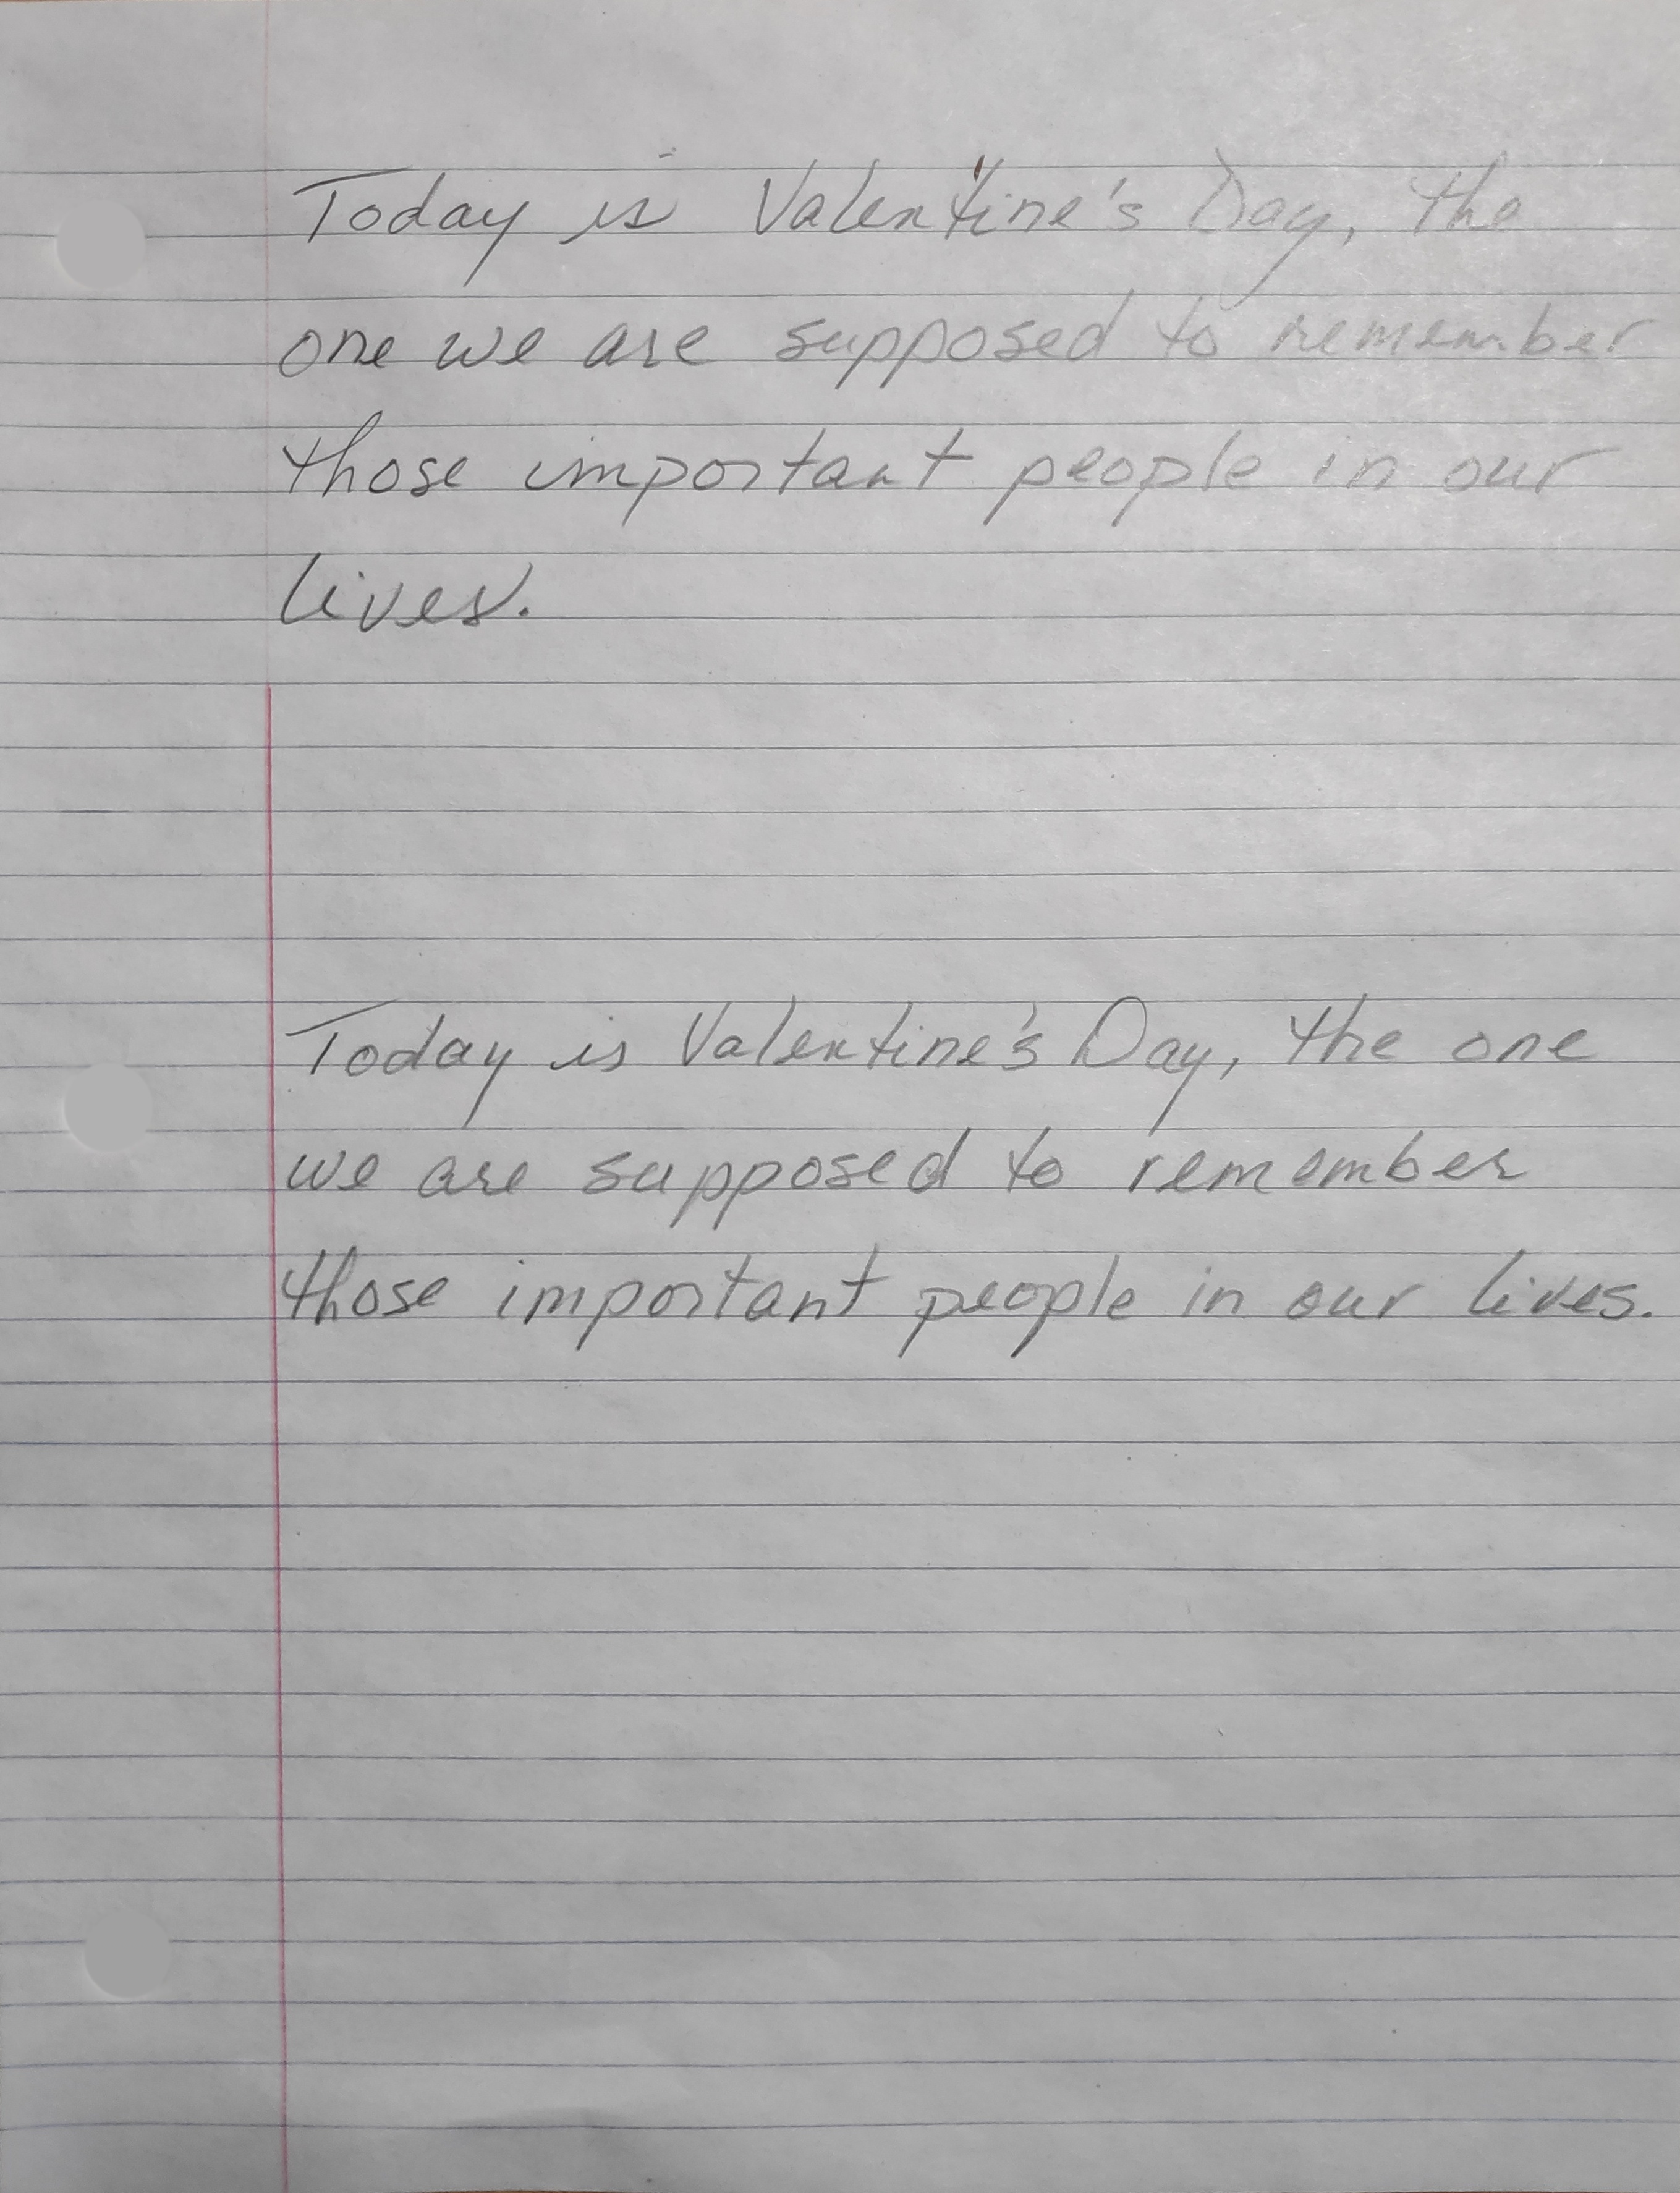 Today is Valentine's Day, the
one we are supposed to remember
those important people in our
lives.
Today is Valentine's Day, the one
we are supposed to remember
those important people in our lives.